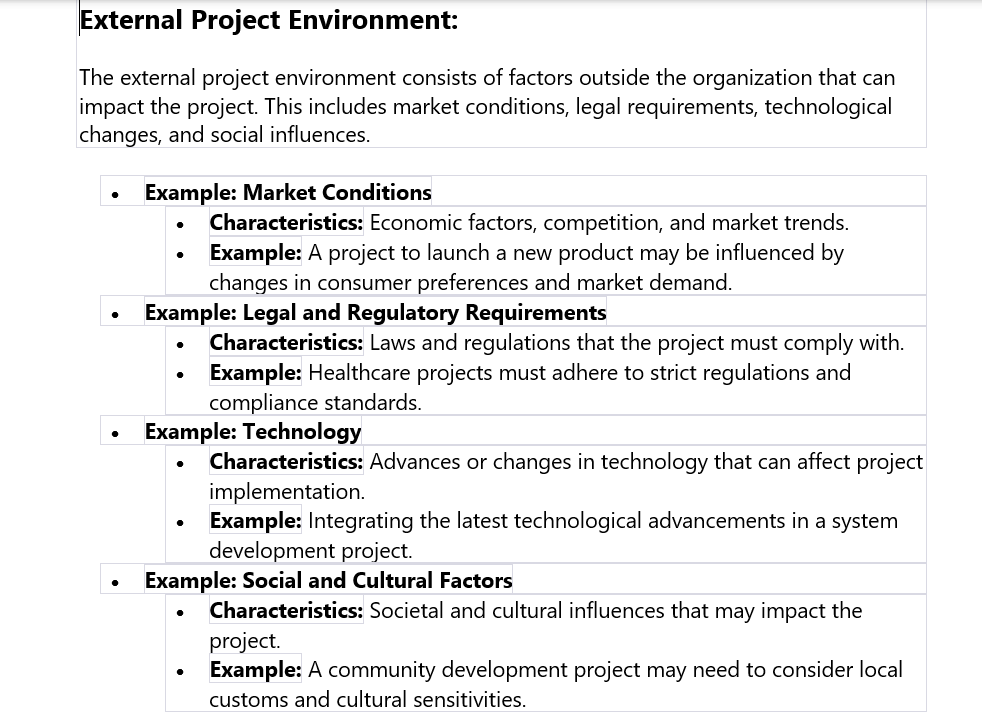 External Project Environment:
The external project environment consists of factors outside the organization that can
impact the project. This includes market conditions, legal requirements, technological
changes, and social influences.
• Example: Market Conditions
• Characteristics: Economic factors, competition, and market trends.
• Example: A project to launch a new product may be influenced by
changes in consumer preferences and market demand.
• Example: Legal and Regulatory Requirements
• Characteristics: Laws and regulations that the project must comply with.
• Example: Healthcare projects must adhere to strict regulations and
compliance standards.
• Example: Technology
• Characteristics: Advances or changes in technology that can affect project
implementation.
• Example: Integrating the latest technological advancements in a system
development project.
• Example: Social and Cultural Factors
• Characteristics: Societal and cultural influences that may impact the
project.
• Example: A community development project may need to consider local
customs and cultural sensitivities.